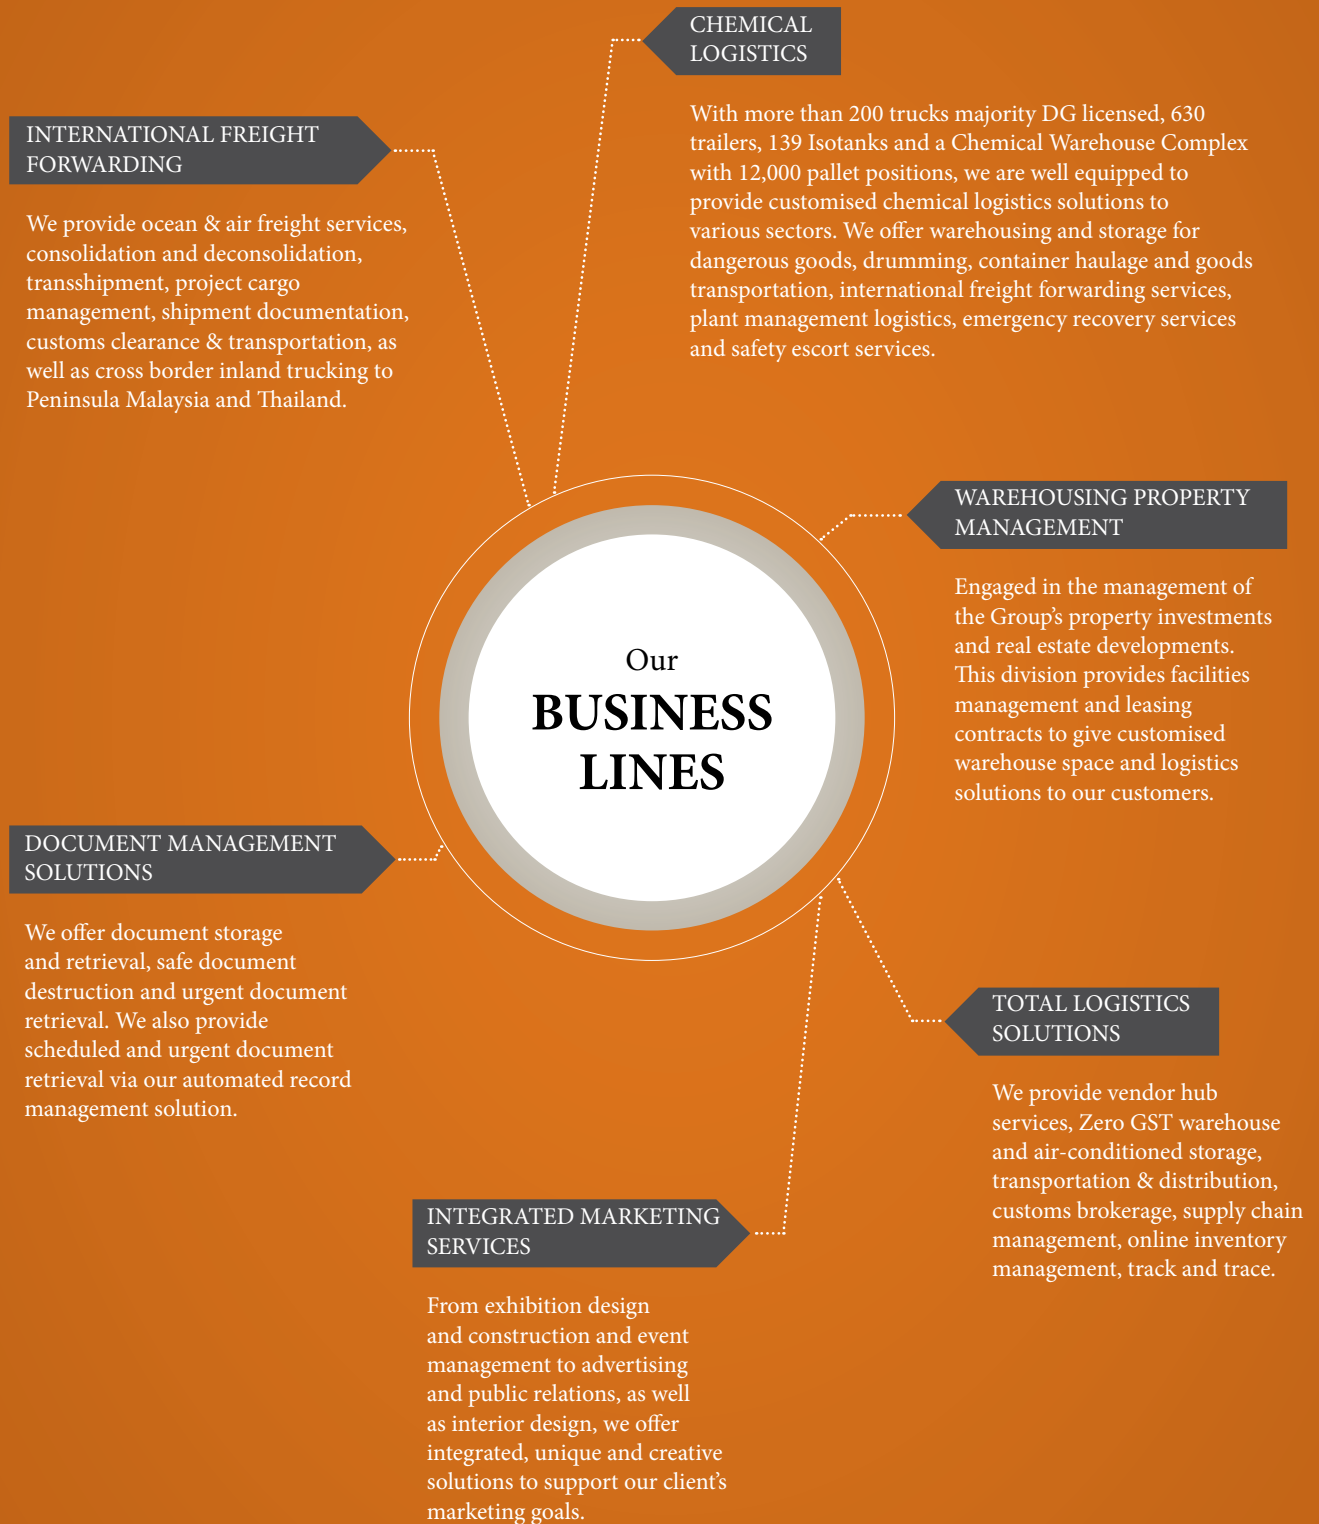 CHEMICAL
LOGISTICS
With more than 200 trucks majority DG licensed, 630
trailers, 139 Isotanks and a Chemical Warehouse Complex
with 12,000 pallet positions, we are well equipped to
provide customised chemical logistics solutions to
various sectors. We offer warehousing and storage for
dangerous goods, drumming, container haulage and goods
transportation, international freight forwarding services,
plant management logistics, emergency recovery services
and safety escort services.
INTERNATIONAL FREIGHT
FORWARDING
We provide ocean & air freight services,
consolidation and deconsolidation,
transshipment, project cargo
management, shipment documentation,
customs clearance & transportation, as
well as cross border inland trucking to
Peninsula Malaysia and Thailand.
WAREHOUSING PROPERTY
MANAGEMENT
Engaged in the management of
the Group's property investments
and real estate developments.
This division provides facilities
management and leasing
contracts to give customised
warehouse space and logistics
solutions to our customers.
Our
BUSINESS
LINES
DOCUMENT MANAGEMENT
SOLUTIONS
We offer document storage
and retrieval, safe document
destruction and urgent document
retrieval. We also provide
scheduled and urgent document
retrieval via our automated record
management solution.
TOTAL LOGISTICS
SOLUTIONS
We provide vendor hub
services, Zero GST warehouse
and air-conditioned storage,
transportation & distribution,
customs brokerage, supply chain
management, online inventory
management, track and trace.
INTEGRATED MARKETING
SERVICES
From exhibition design
and construction and event
management to advertising
and public relations, as well
as interior design, we offer
integrated, unique and creative
solutions to support our client's
marketing goals.